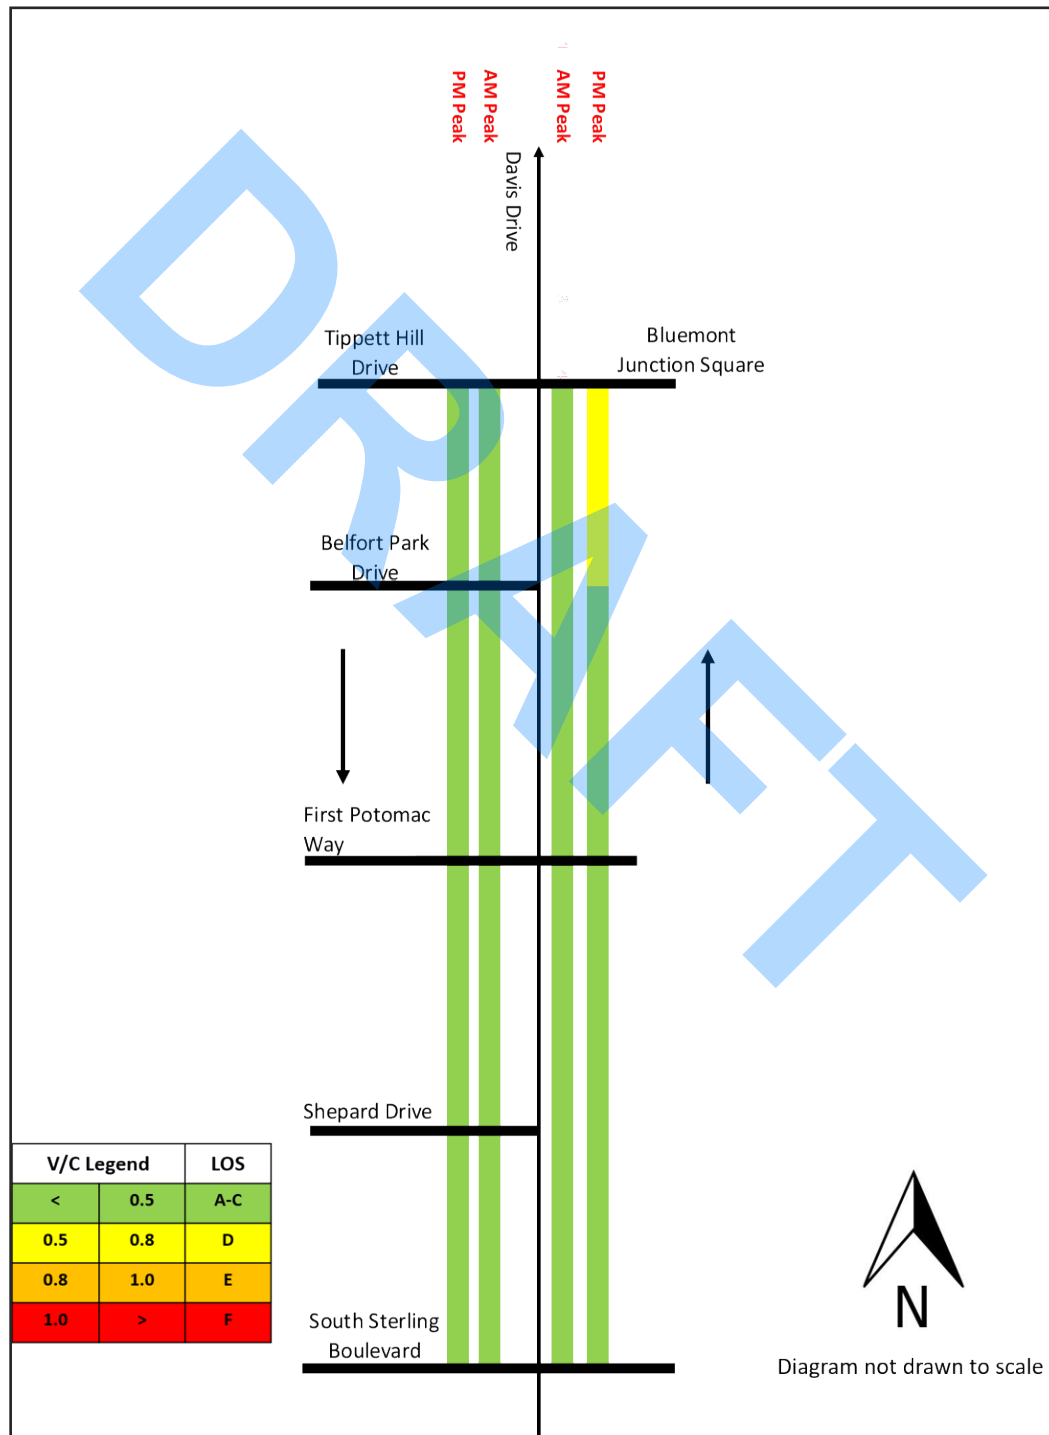 PM Peak
AM Peak
AM Peak
PM Peak
Davis Drive
Tippett Hill
Drive
Bluemont
Junction Square
Belfort Park
Drive
First Potomac
Way
Shepard Drive
V/C Legend LOS
< 0.5 A-C
0.5 0.8 D
0.8 1.0 E
1.0 > F
South Sterling
Boulevard
N
Diagram not drawn to scale
DRAFT